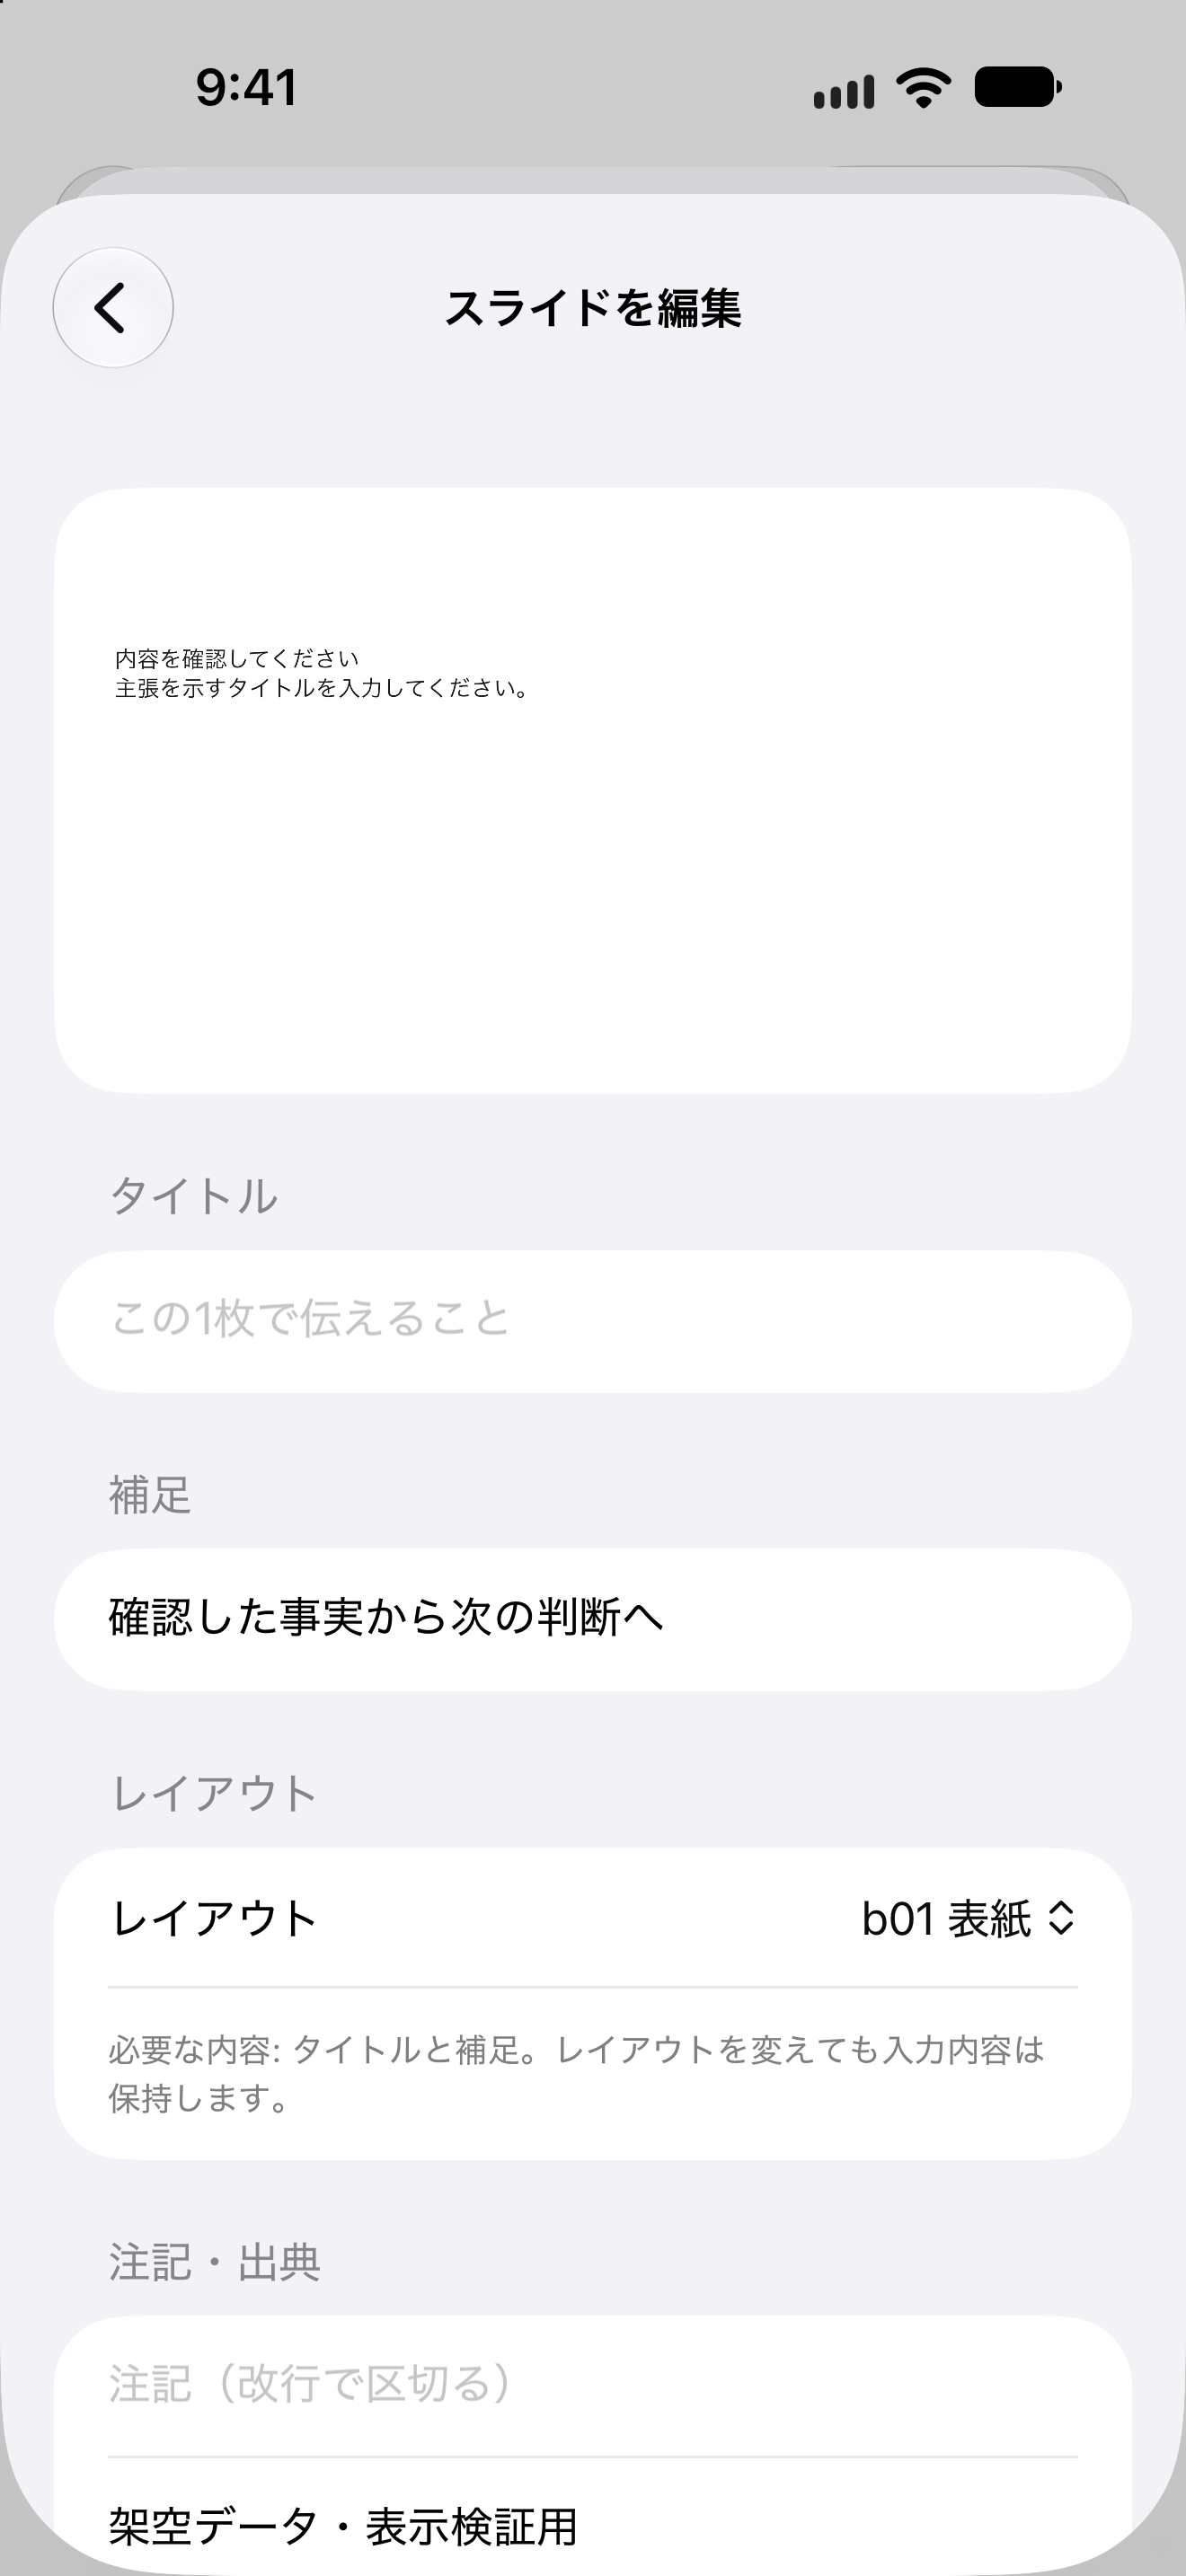 9:41
スライドを編集
内容を確認してください
主張を示すタイトルを入力してください。
タイトル
この1枚で伝えること
補足
確認した事実から次の判断へ
レイアウト
レイアウト b01 表紙
必要な内容: タイトルと補足。レイアウトを変えても入力内容は
保持します。
注記・出典
注記（改行で区切る）
架空データ・表示検証用